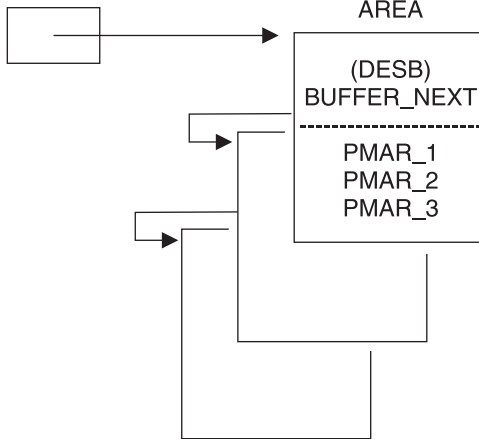 AREA
(DESB)
BUFFER_NEXT
PMAR_1
PMAR_2
PMAR_3